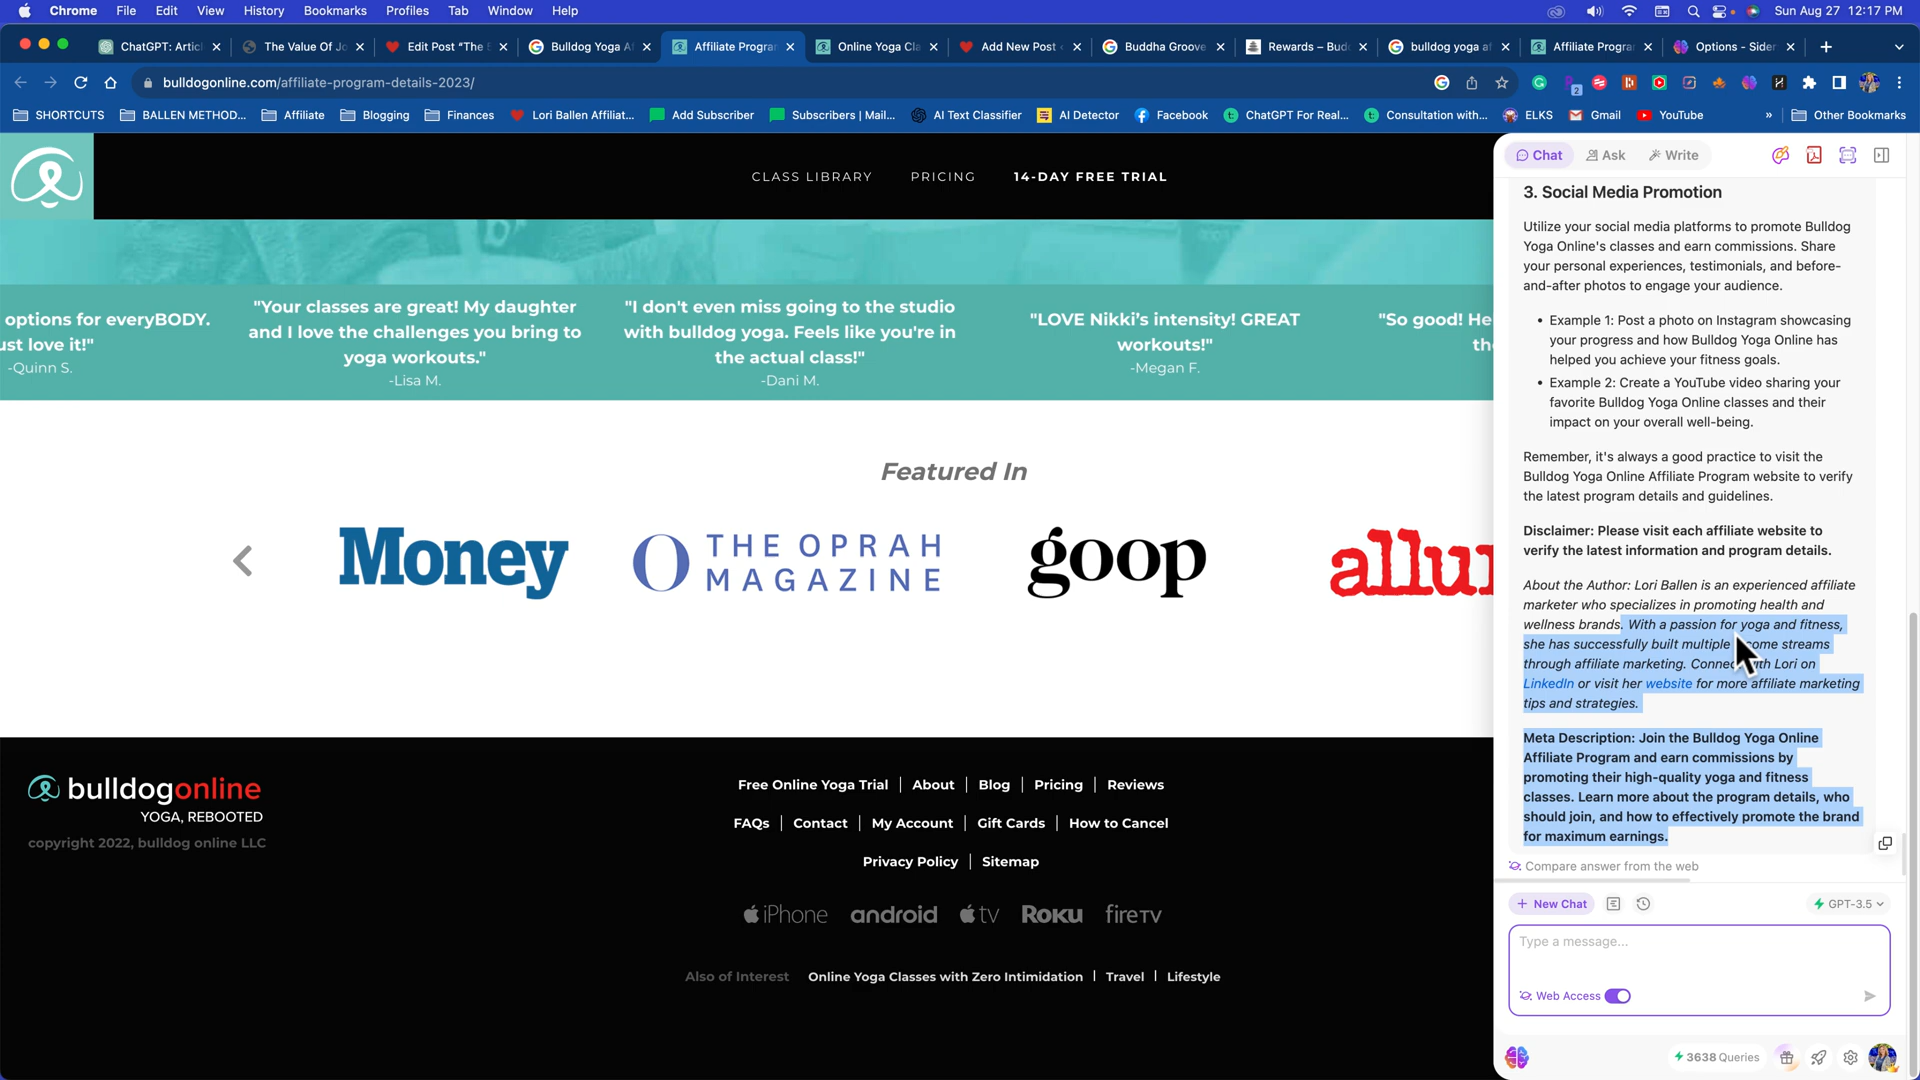 Chrome File Edit View History Bookmarks Profiles Tab Window Help
Sun Aug 27 12:17 PM
ChatGPT: Artic
The Value Of Jo
Edit Post "The
Bulldog Yoga A
Affiliate Progra
Online Yoga Cla
Add New Post
Buddha Groove
Rewards – Bud
bulldog yoga af
Affiliate Progra
Options - Sider
bulldogonline.com/affiliate-program-details-2023/
2
SHORTCUTS
BALLEN METHOD...
Affiliate
Blogging
Finances
Lori Ballen Affiliat...
Add Subscriber
Subscribers | Mail...
AI Text Classifier
AI Detector
Facebook
ChatGPT For Real...
Consultation with...
ELKS
Gmail
YouTube
»
Other Bookmarks
CLASS LIBRARY
PRICING
14-DAY FREE TRIAL
options for everyBODY.
ust love it!"
-Quinn S.
"Your classes are great! My daughter
and I love the challenges you bring to
yoga workouts."
-Lisa M.
"I don't even miss going to the studio
with bulldog yoga. Feels like you're in
the actual class!"
-Dani M.
"LOVE Nikki's intensity! GREAT
workouts!"
-Megan F.
"So good! He
the
Featured In
Money
THE OPRAH
MAGAZINE
goop
allur
bulldogonline
YOGA, REBOOTED
copyright 2022, bulldog online LLC
Free Online Yoga Trial | About | Blog | Pricing | Reviews
FAQs | Contact | My Account | Gift Cards | How to Cancel
Privacy Policy | Sitemap
iPhone android tv Roku fireTV
Also of Interest Online Yoga Classes with Zero Intimidation | Travel | Lifestyle
Chat Ask Write
3. Social Media Promotion
Utilize your social media platforms to promote Bulldog
Yoga Online's classes and earn commissions. Share
your personal experiences, testimonials, and before-
and-after photos to engage your audience.
• Example 1: Post a photo on Instagram showcasing
your progress and how Bulldog Yoga Online has
helped you achieve your fitness goals.
• Example 2: Create a YouTube video sharing your
favorite Bulldog Yoga Online classes and their
impact on your overall well-being.
Remember, it's always a good practice to visit the
Bulldog Yoga Online Affiliate Program website to verify
the latest program details and guidelines.
Disclaimer: Please visit each affiliate website to
verify the latest information and program details.
About the Author: Lori Ballen is an experienced affiliate
marketer who specializes in promoting health and
wellness brands. With a passion for yoga and fitness,
she has successfully built multiple come streams
through affiliate marketing. Connec th Lori on
LinkedIn or visit her website for more affiliate marketing
tips and strategies.
Meta Description: Join the Bulldog Yoga Online
Affiliate Program and earn commissions by
promoting their high-quality yoga and fitness
classes. Learn more about the program details, who
should join, and how to effectively promote the brand
for maximum earnings.
Compare answer from the web
+ New Chat
GPT-3.5
Type a message...
Web Access
3638 Queries